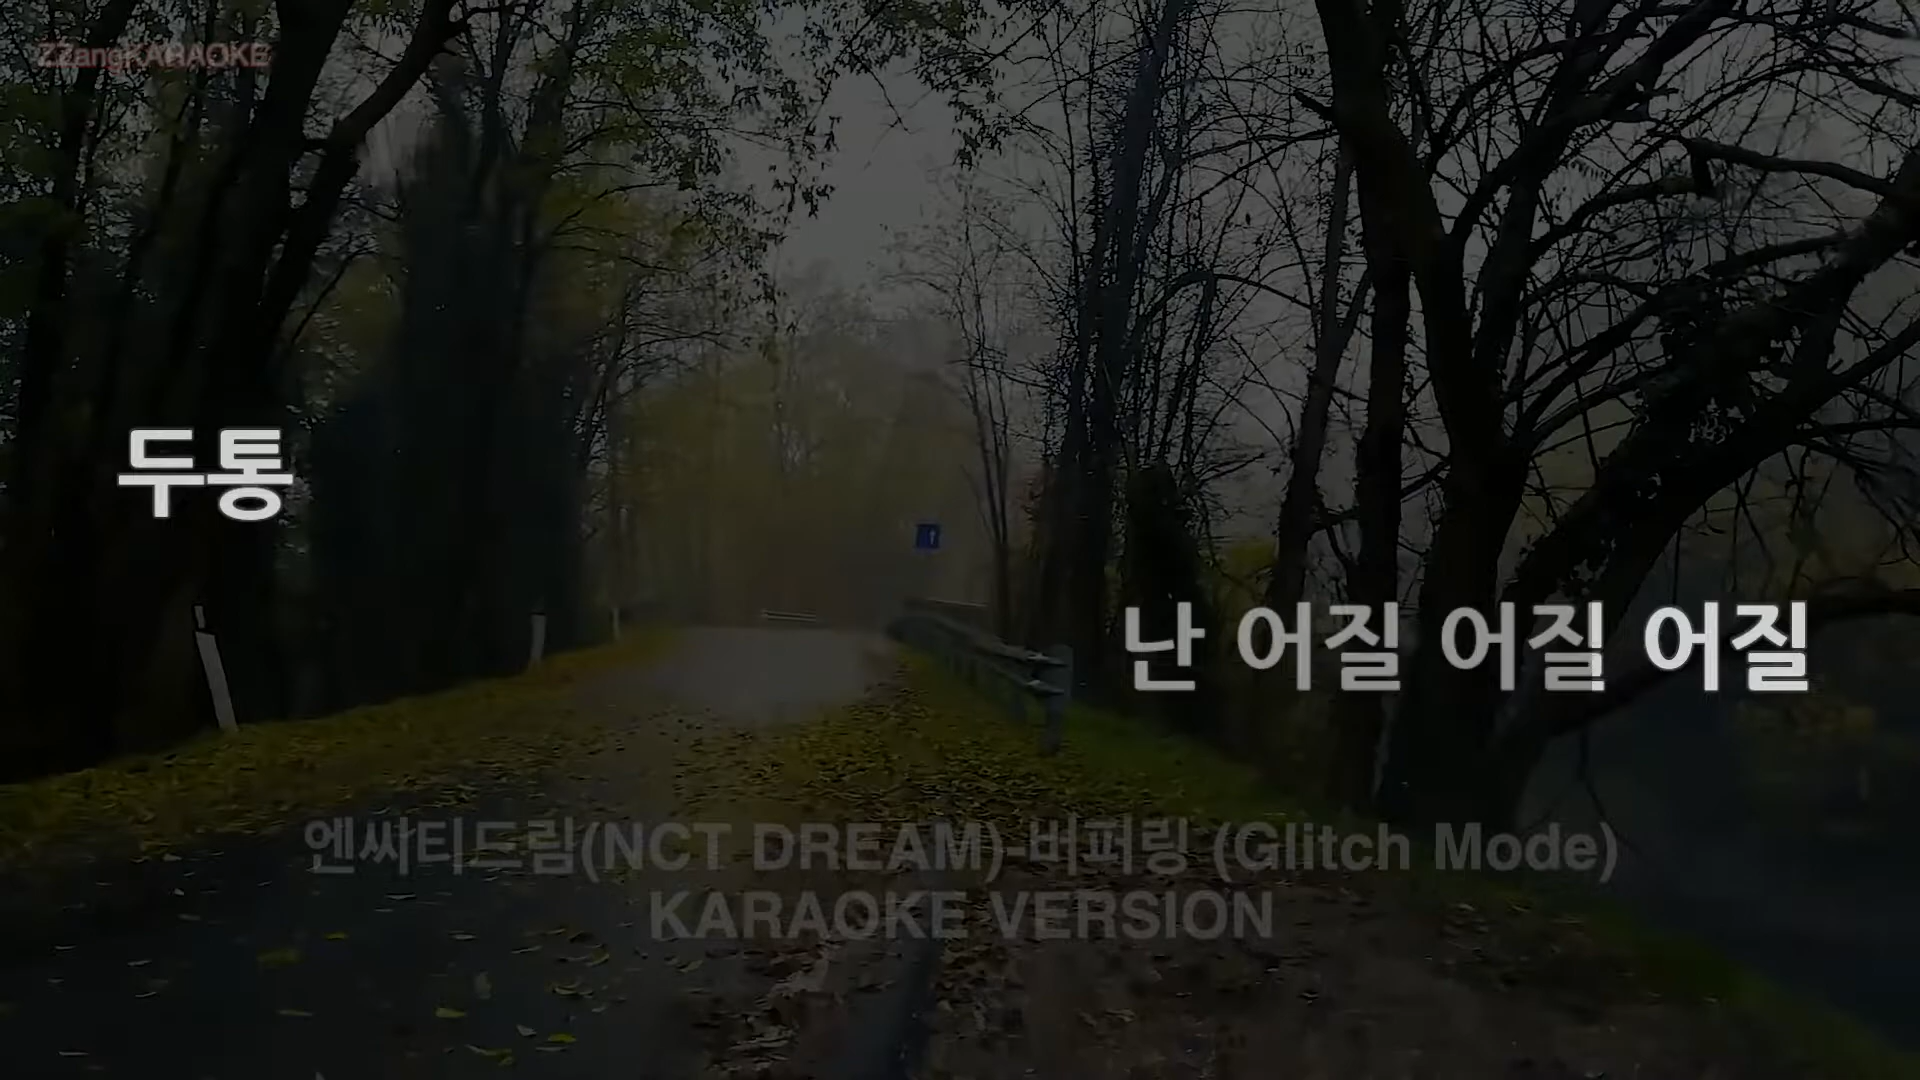 ZZangKARAOKE
두통
난 어질 어질 어질
엔씨티드림(NCT DREAM)-버퍼링 (Glitch Mode)
KARAOKE VERSION